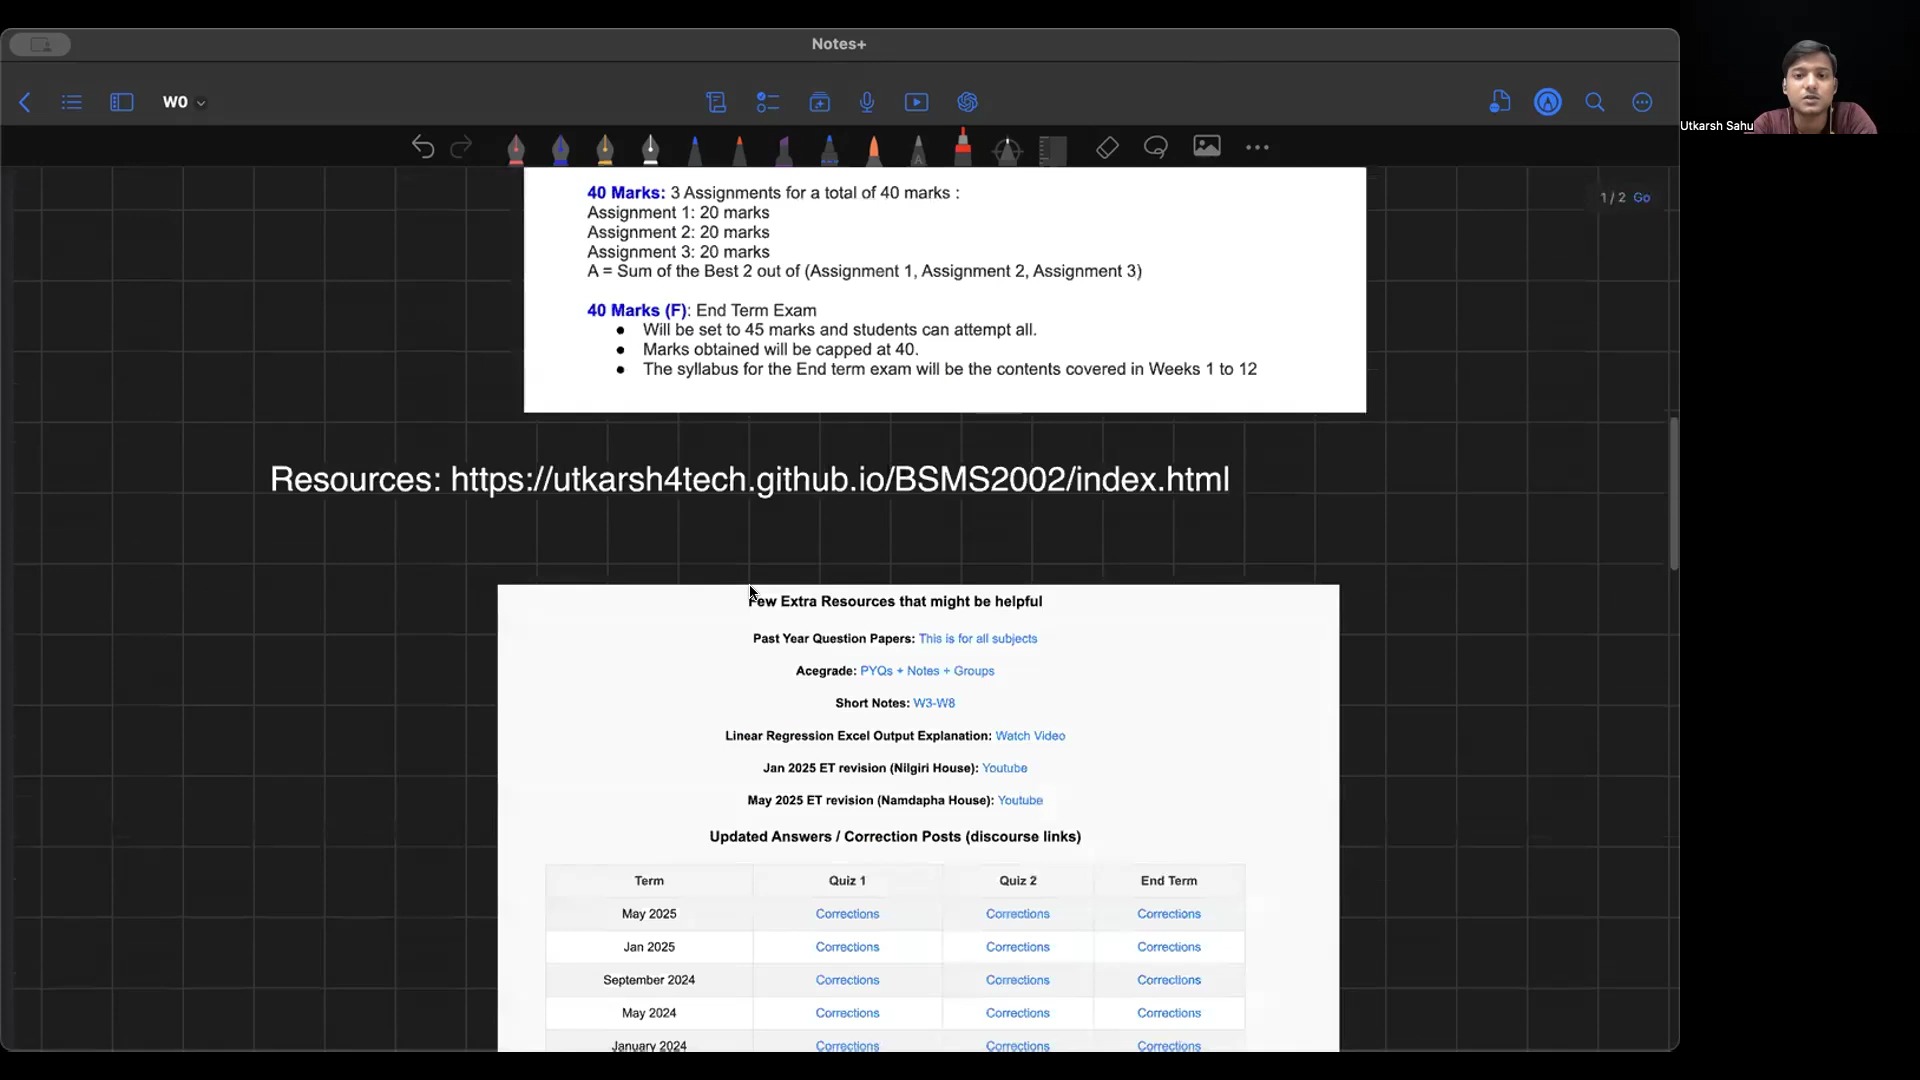 Notes+
W0
Utkarsh Sahu
1 / 2 Go
40 Marks: 3 Assignments for a total of 40 marks :
Assignment 1: 20 marks
Assignment 2: 20 marks
Assignment 3: 20 marks
A = Sum of the Best 2 out of (Assignment 1, Assignment 2, Assignment 3)
40 Marks (F): End Term Exam
● Will be set to 45 marks and students can attempt all.
● Marks obtained will be capped at 40.
● The syllabus for the End term exam will be the contents covered in Weeks 1 to 12
Resources: https://utkarsh4tech.github.io/BSMS2002/index.html
Few Extra Resources that might be helpful
Past Year Question Papers: This is for all subjects
Acegrade: PYQs + Notes + Groups
Short Notes: W3-W8
Linear Regression Excel Output Explanation: Watch Video
Jan 2025 ET revision (Nilgiri House): Youtube
May 2025 ET revision (Namdapha House): Youtube
Updated Answers / Correction Posts (discourse links)
Term Quiz 1 Quiz 2 End Term
May 2025 Corrections Corrections Corrections
Jan 2025 Corrections Corrections Corrections
September 2024 Corrections Corrections Corrections
May 2024 Corrections Corrections Corrections
January 2024 Corrections Corrections Corrections